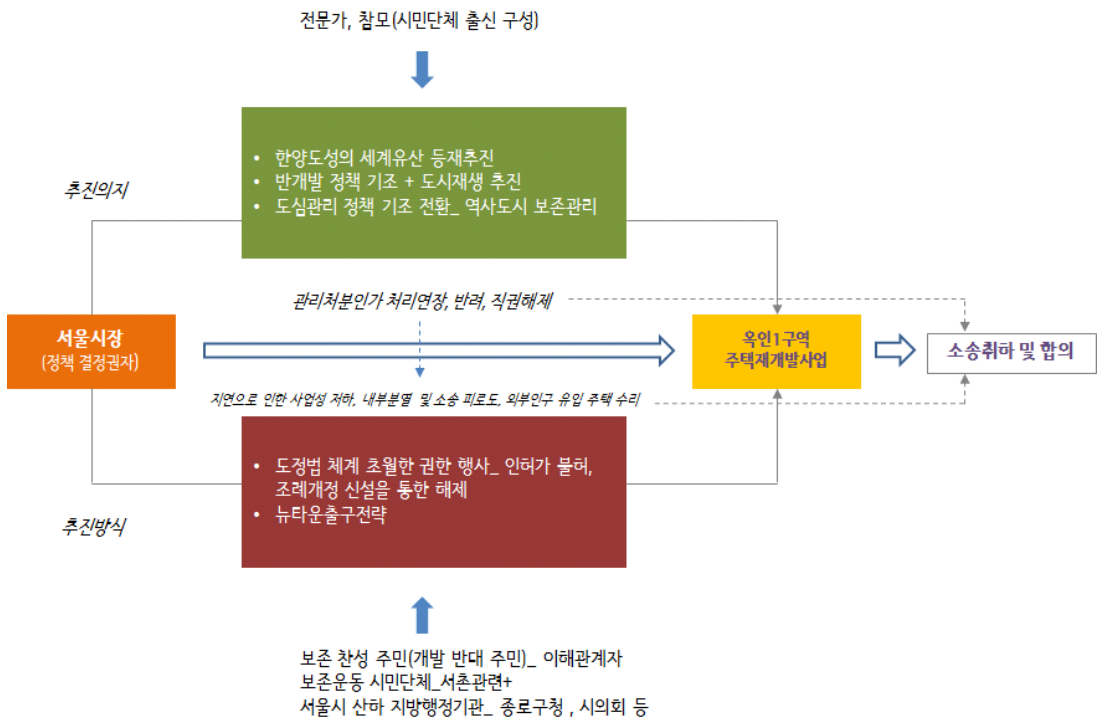 전문가, 참모(시민단체 출신 구성)
• 한양도성의 세계유산 등재추진
• 반개발 정책 기조 + 도시재생 추진
• 도심관리 정책 기조 전환_ 역사도시 보존관리
추진의지
관리처분인가 처리연장, 반려, 직권해제
서울시장
(정책 결정권자)
옥인1구역
주택재개발사업
소송취하 및 합의
지연으로 인한 사업성 저하, 내부분열 및 소송 피로도, 외부인구 유입 주택 수리
• 도정법 체계 초월한 권한 행사_ 인허가 불허,
조례개정 신설을 통한 해제
• 뉴타운출구전략
추진방식
보존 찬성 주민(개발 반대 주민)_ 이해관계자
보존운동 시민단체_서촌관련+
서울시 산하 지방행정기관_ 종로구청 , 시의회 등